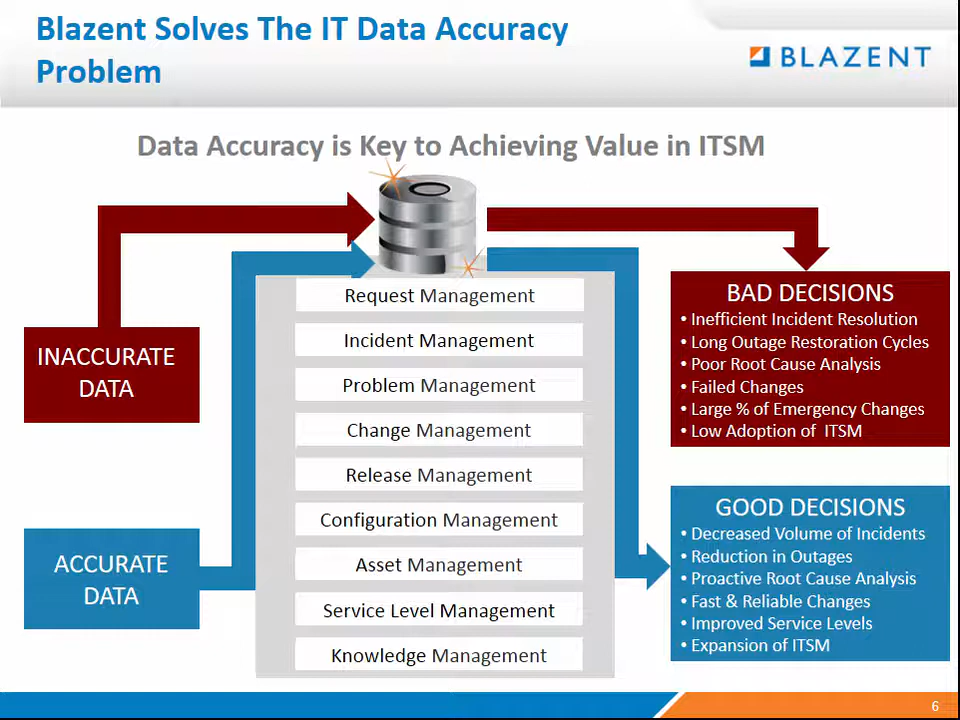 Blazent Solves The IT Data Accuracy
Problem
BLAZENT
Data Accuracy is Key to Achieving Value in ITSM
INACCURATE
DATA
ACCURATE
DATA
Request Management
Incident Management
Problem Management
Change Management
Release Management
Configuration Management
Asset Management
Service Level Management
Knowledge Management
BAD DECISIONS
• Inefficient Incident Resolution
• Long Outage Restoration Cycles
• Poor Root Cause Analysis
• Failed Changes
• Large % of Emergency Changes
• Low Adoption of ITSM
GOOD DECISIONS
• Decreased Volume of Incidents
• Reduction in Outages
• Proactive Root Cause Analysis
• Fast & Reliable Changes
• Improved Service Levels
• Expansion of ITSM
6